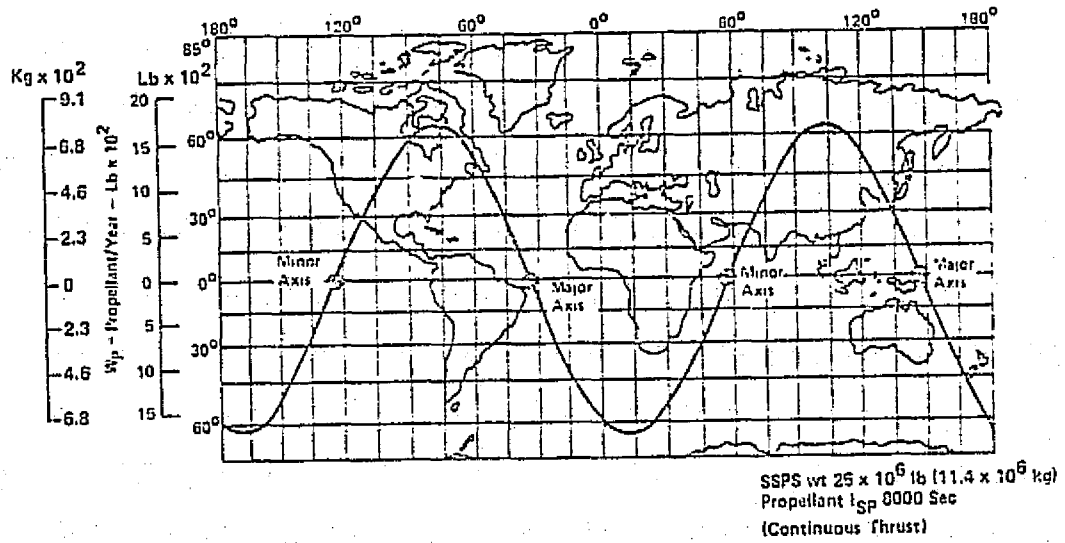 180° 120° 60° 0° 60° 120° 180°
85°
Kg x 10² Lb x 10²
9.1 20
6.8 15 60°
4.6 10
2.3 5 30°
0 0 0°
2.3 5
4.6 10 30°
6.8 15 60°
Wp – Propellant/Year – Lb x 10²
Minor
Axis
Major
Axis
Minor
Axis
Major
Axis
SSPS wt 25 x 10⁶ lb (11.4 x 10⁶ kg)
Propellant I_SP 8000 Sec
(Continuous Thrust)